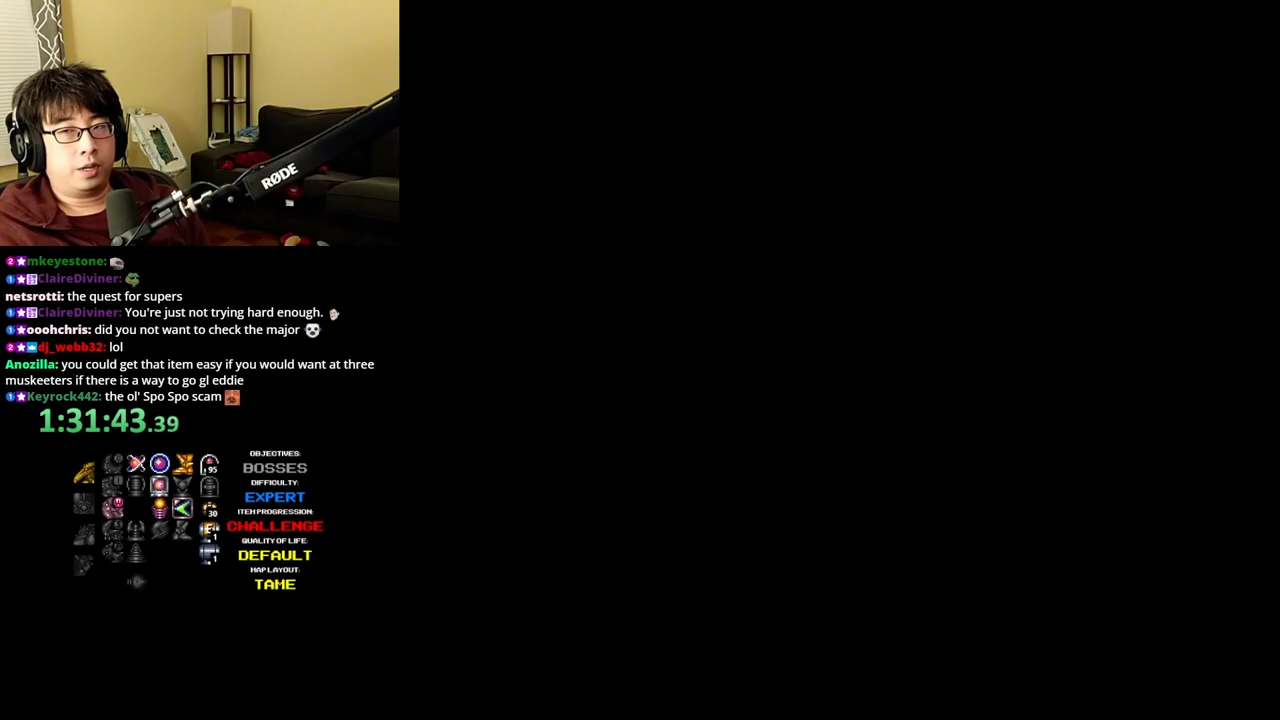 RØDE
mkeyestone:
ClaireDiviner:
netsrotti: the quest for supers
ClaireDiviner: You're just not trying hard enough.
ooohchris: did you not want to check the major
dj_webb32: lol
Anozilla: you could get that item easy if you would want at three
muskeeters if there is a way to go gl eddie
Keyrock442: the ol' Spo Spo scam
1:31:43.39
95
30
1
1
OBJECTIVES:
BOSSES
DIFFICULTY:
EXPERT
ITEM PROGRESSION:
CHALLENGE
QUALITY OF LIFE:
DEFAULT
MAP LAYOUT:
TAME